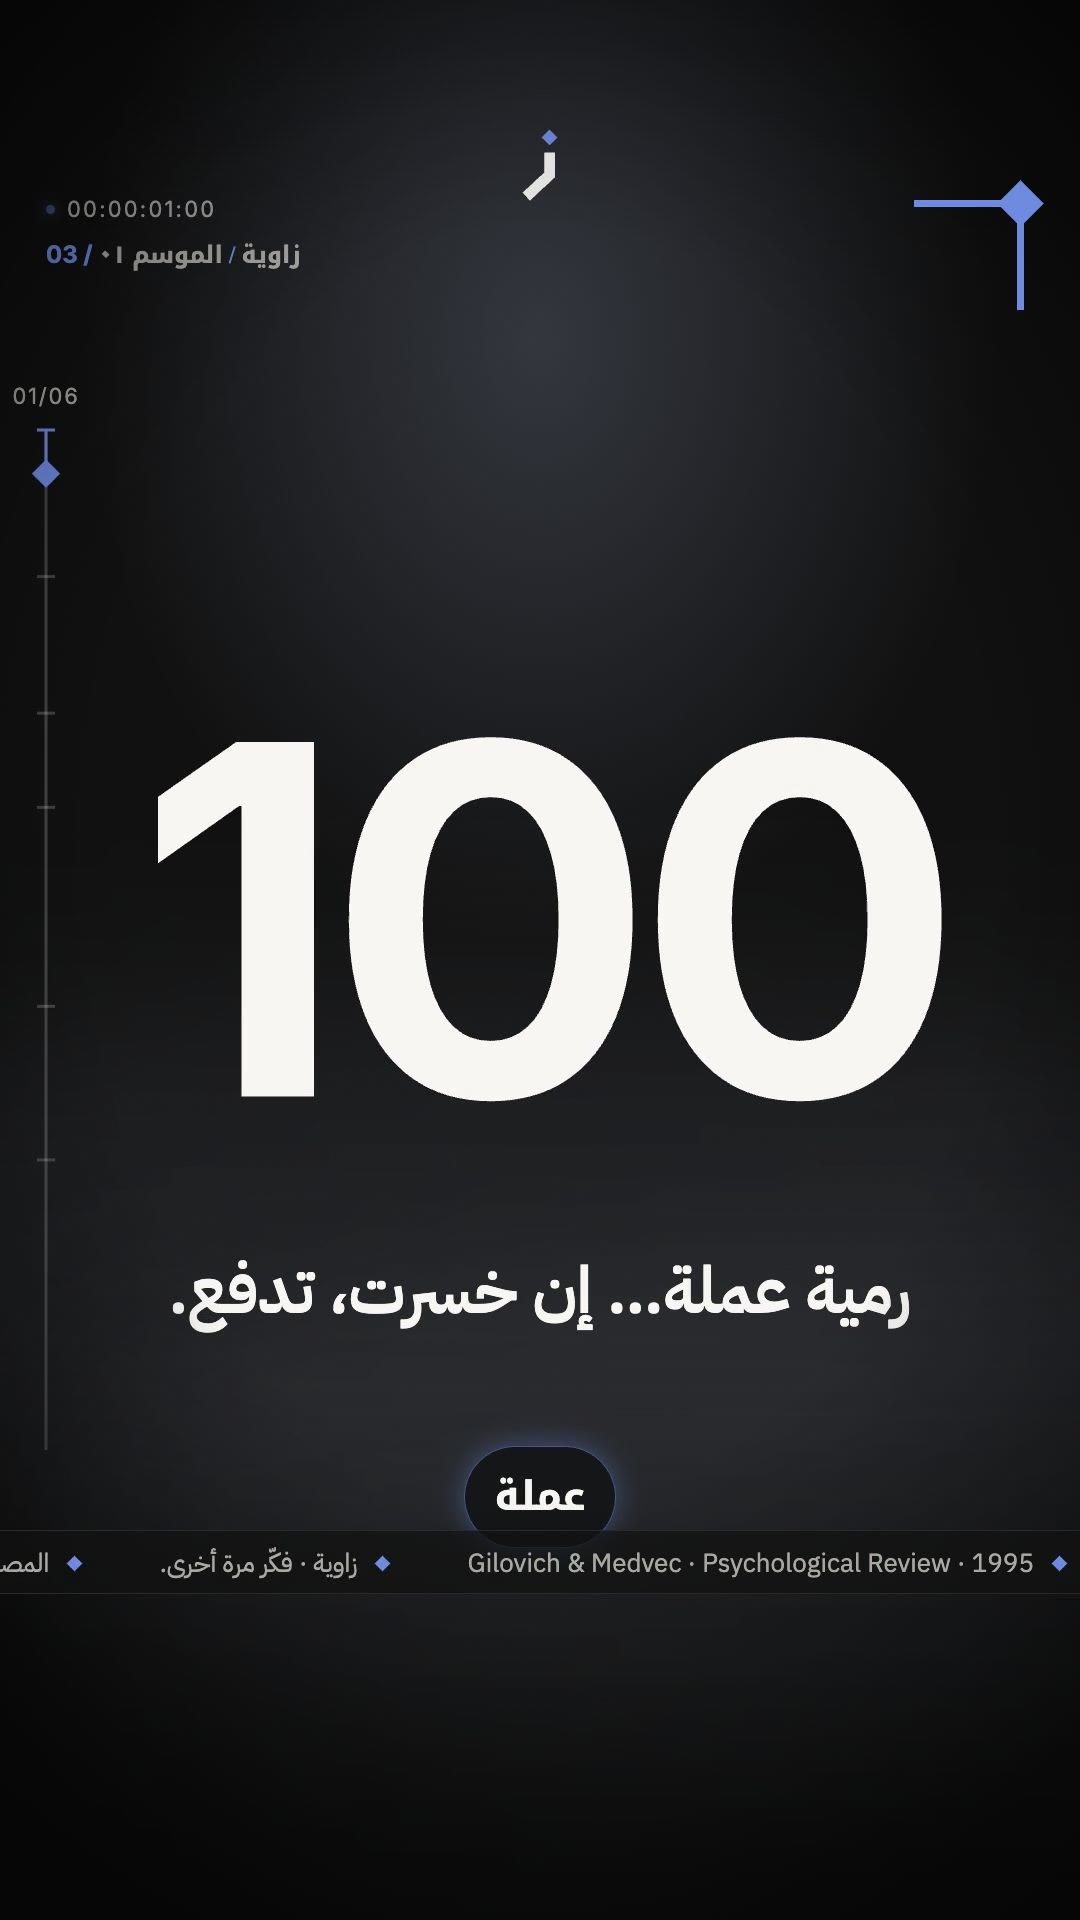 00:00:01:00
زاوية / الموسم ٠١ / 03
01/06
100
رمية عملة... إن خسرت، تدفع.
عملة
Gilovich & Medvec · Psychological Review · 1995 ◆ زاوية · فكّر مرة أخرى. ◆